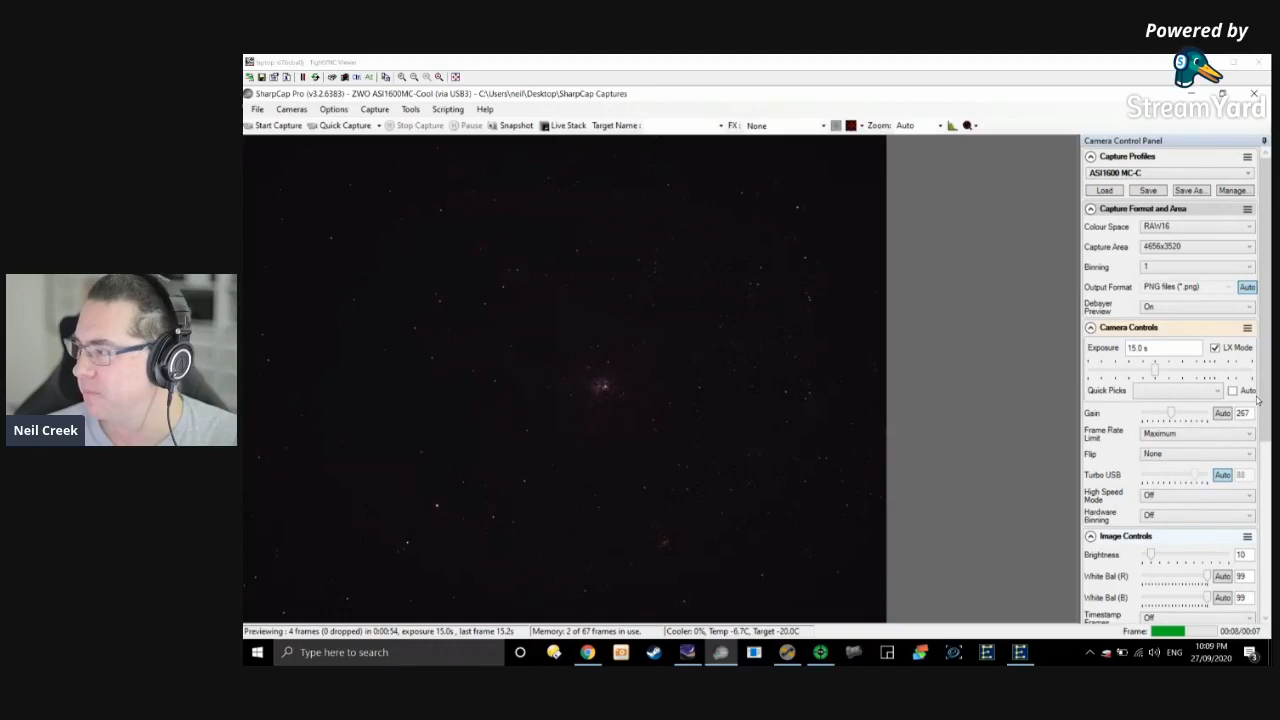 Powered by
StreamYard
TightVNC Viewer
SharpCap Pro (v3.2.6383) - ZWO ASI1600MC-Cool (via USB3) - C:\Users\neil\Desktop\SharpCap Captures
File Cameras Options Capture Tools Scripting Help
Start Capture Quick Capture Stop Capture Pause Snapshot Live Stack Target Name : FX: None Zoom: Auto
Camera Control Panel
Capture Profiles
ASI1600 MC-C
Load Save Save As... Manage...
Capture Format and Area
Colour Space RAW16
Capture Area 4656x3520
Binning 1
Output Format PNG files (*.png) Auto
Debayer
Preview On
Camera Controls
Exposure 15.0 s LX Mode
Quick Picks Auto
Gain Auto 267
Frame Rate
Limit Maximum
Flip None
Turbo USB Auto 88
High Speed
Mode Off
Hardware
Binning Off
Image Controls
Brightness 10
White Bal (R) Auto 99
White Bal (B) Auto 99
Timestamp
Frames Off
Neil Creek
Previewing : 4 frames (0 dropped) in 0:00:54, exposure 15.0s , last frame 15.2s Memory: 2 of 67 frames in use. Cooler: 0%, Temp -6.7C, Target -20.0C Frame: 00:08/00:07
Type here to search ENG 10:09 PM
27/09/2020